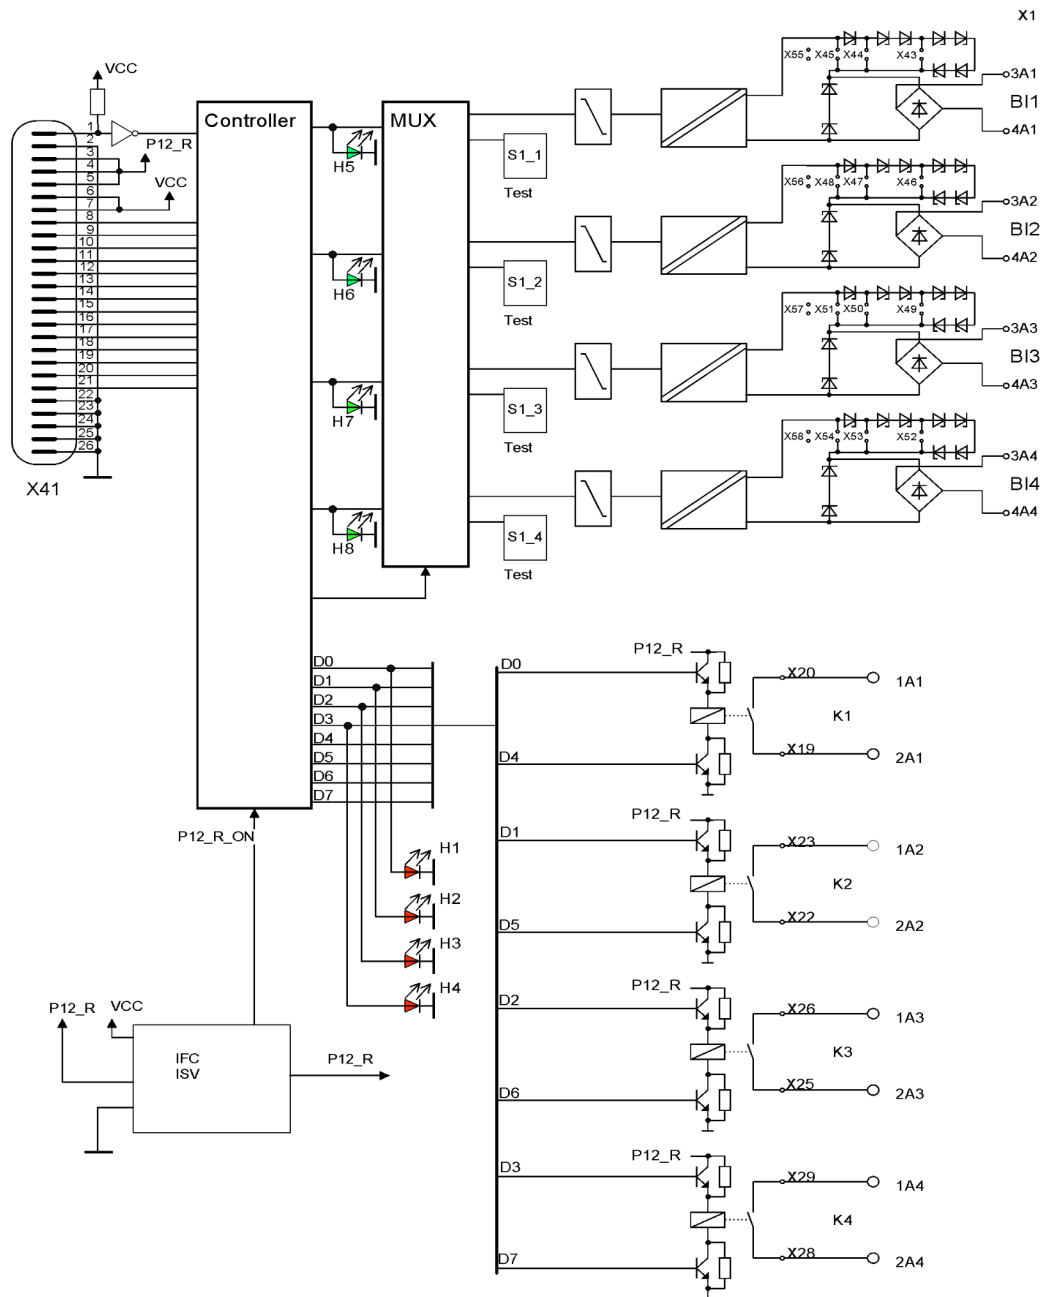 X1
VCC
X55 X45 X44 X43
3A1
BI1
4A1
Controller
MUX
1
2
3
4
5
6
7
8
9
10
11
12
13
14
15
16
17
18
19
20
21
22
23
24
25
26
P12_R
VCC
X41
H5
S1_1
Test
X56 X48 X47 X46
3A2
BI2
4A2
H6
S1_2
Test
X57 X51 X50 X49
3A3
BI3
4A3
H7
S1_3
Test
X58 X54 X53 X52
3A4
BI4
4A4
H8
S1_4
Test
D0
D1
D2
D3
D4
D5
D6
D7
P12_R_ON
H1
H2
H3
H4
P12_R VCC
IFC
ISV
P12_R
D0 P12_R X20 1A1
K1
D4 X19 2A1
D1 P12_R X23 1A2
K2
D5 X22 2A2
D2 P12_R X26 1A3
K3
D6 X25 2A3
D3 P12_R X29 1A4
K4
D7 X28 2A4